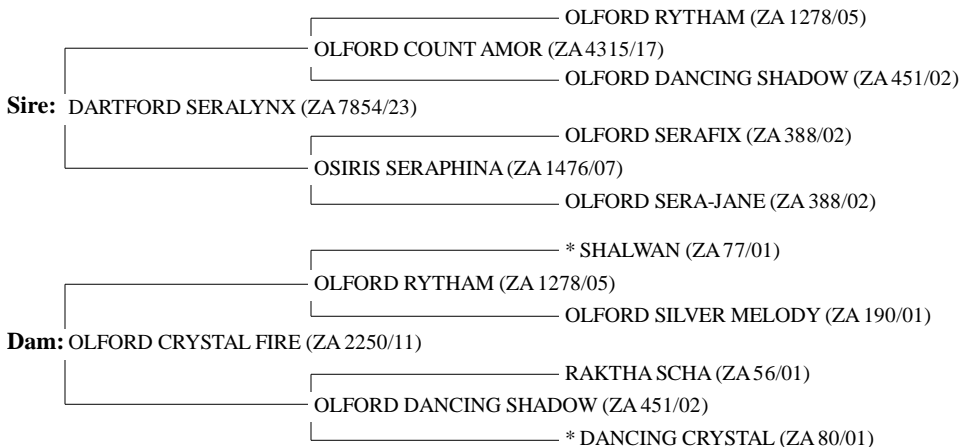 OLFORD RYTHAM (ZA 1278/05)
OLFORD COUNT AMOR (ZA 4315/17)
OLFORD DANCING SHADOW (ZA 451/02)
Sire: DARTFORD SERALYNX (ZA 7854/23)
OLFORD SERAFIX (ZA 388/02)
OSIRIS SERAPHINA (ZA 1476/07)
OLFORD SERA-JANE (ZA 388/02)
* SHALWAN (ZA 77/01)
OLFORD RYTHAM (ZA 1278/05)
OLFORD SILVER MELODY (ZA 190/01)
Dam: OLFORD CRYSTAL FIRE (ZA 2250/11)
RAKTHA SCHA (ZA 56/01)
OLFORD DANCING SHADOW (ZA 451/02)
* DANCING CRYSTAL (ZA 80/01)